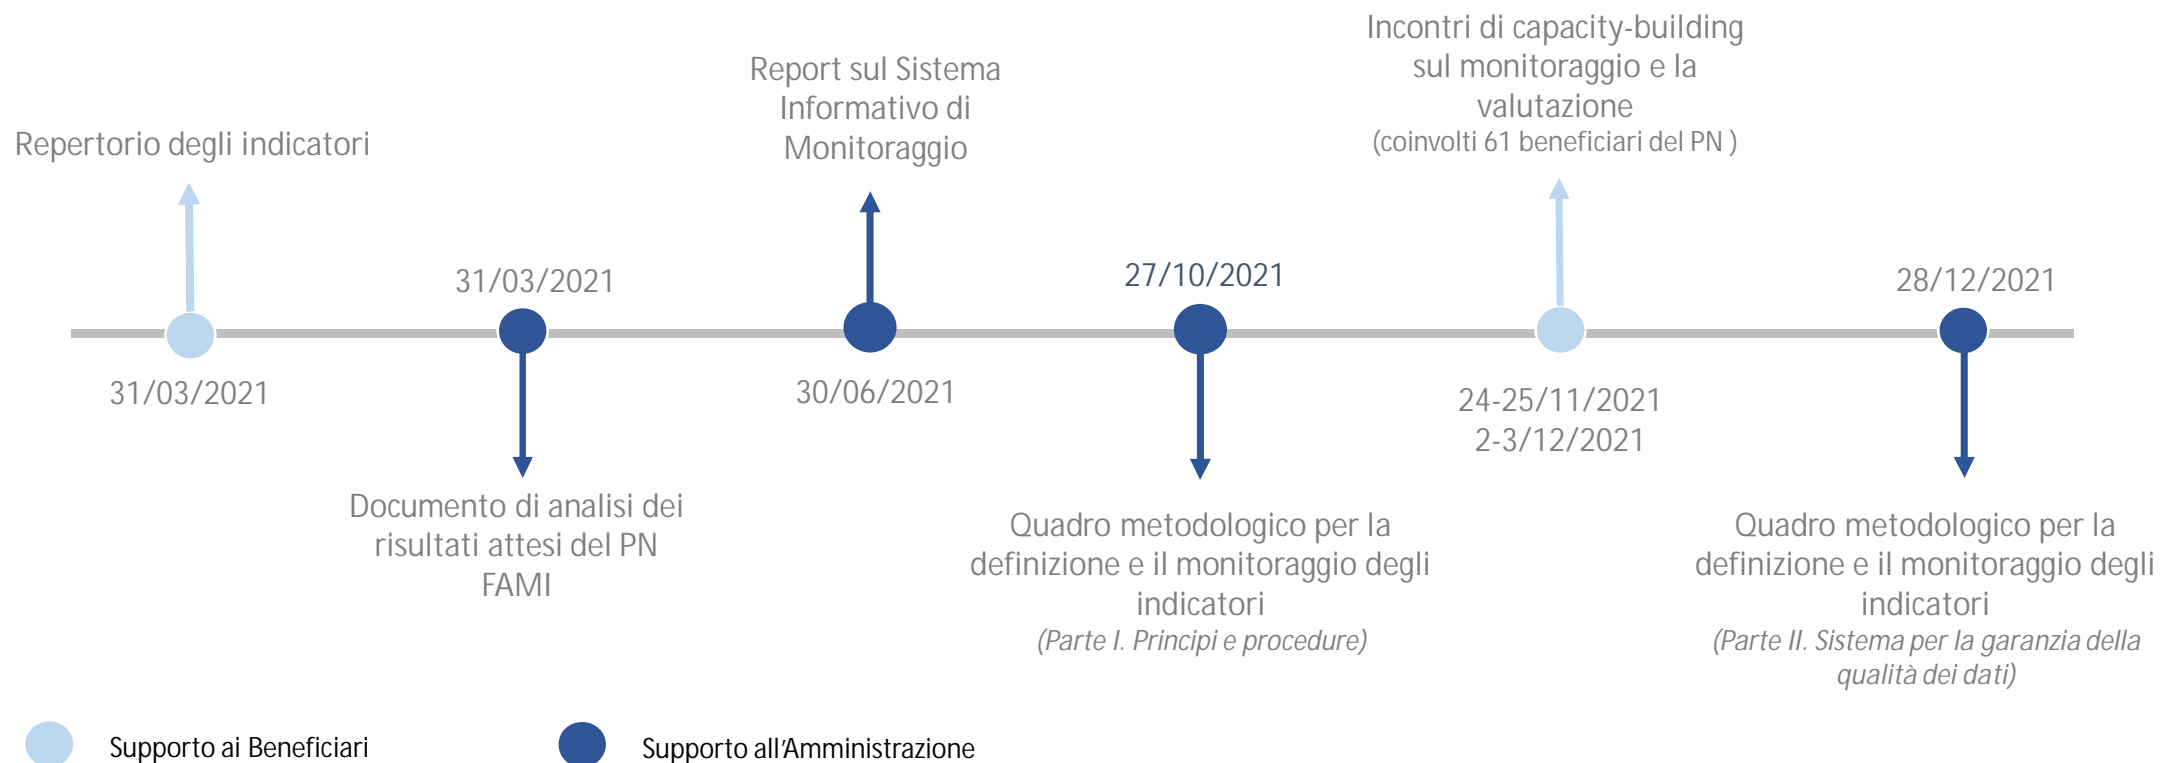 Repertorio degli indicatori
31/03/2021
31/03/2021
Documento di analisi dei
risultati attesi del PN
FAMI
Report sul Sistema
Informativo di
Monitoraggio
30/06/2021
27/10/2021
Quadro metodologico per la
definizione e il monitoraggio degli
indicatori
(Parte I. Principi e procedure)
Incontri di capacity-building
sul monitoraggio e la
valutazione
(coinvolti 61 beneficiari del PN )
24-25/11/2021
2-3/12/2021
28/12/2021
Quadro metodologico per la
definizione e il monitoraggio degli
indicatori
(Parte II. Sistema per la garanzia della
qualità dei dati)
Supporto ai Beneficiari
Supporto all'Amministrazione